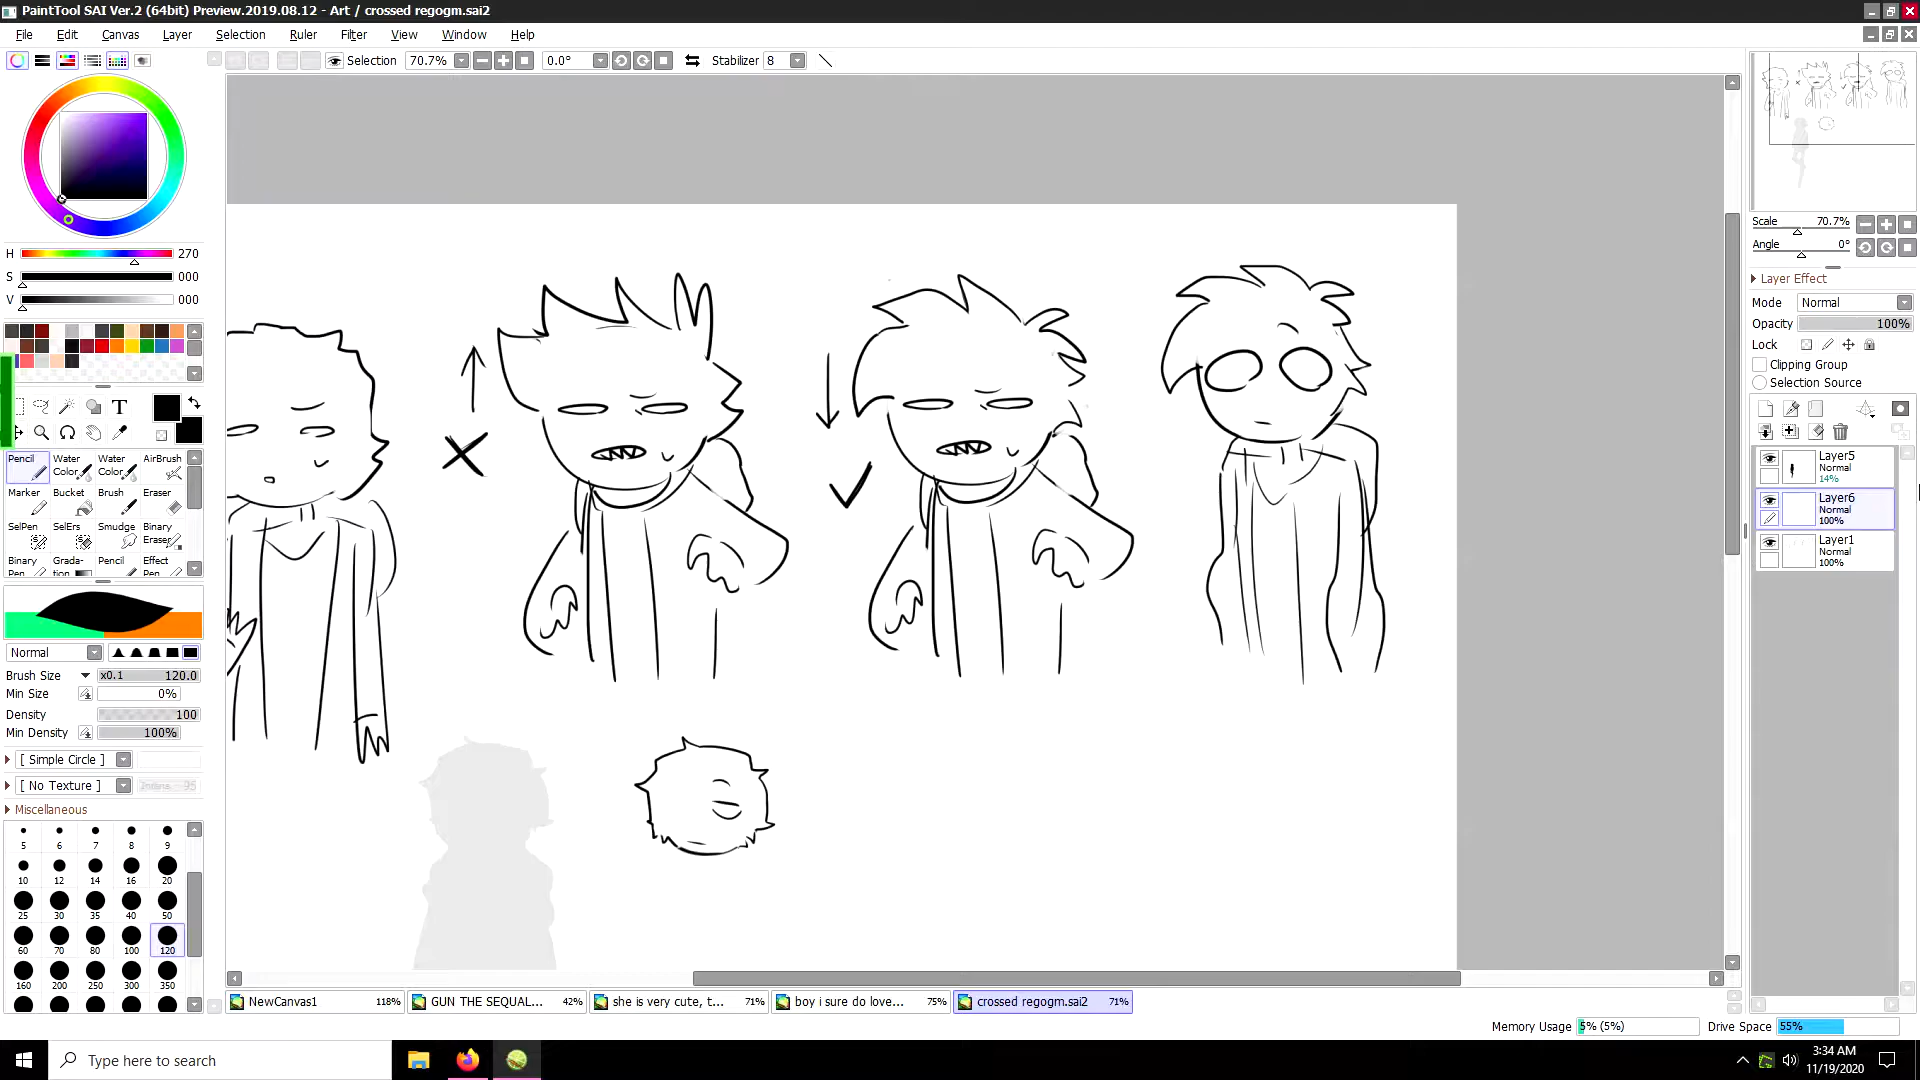 PaintTool SAI Ver.2 (64bit) Preview.2019.08.12 - Art / crossed regogm.sai2
File Edit Canvas Layer Selection Ruler Filter View Window Help
Selection 70.7% 0.0° Stabilizer 8
H 270
S 000
V 000
T
Pencil Water Color Water Color AirBrush
Marker Bucket Brush Eraser
SelPen SelErs Smudge Binary Eraser
Binary Pen Grada-tion Pencil Effect Pen
Normal
Brush Size x0.1 120.0
Min Size 0%
Density 100
Min Density 100%
[ Simple Circle ]
[ No Texture ] 95
Miscellaneous
5 6 7 8 9
10 12 14 16 20
25 30 35 40 50
60 70 80 100 120
160 200 250 300 350
Scale 70.7%
Angle 0°
Layer Effect
Mode Normal
Opacity 100%
Lock
Clipping Group
Selection Source
Layer5
Normal
14%
Layer6
Normal
100%
Layer1
Normal
100%
NewCanvas1 118% GUN THE SEQUAL... 42% she is very cute, t... 71% boy i sure do love... 75% crossed regogm.sai2 71%
Memory Usage 5% (5%) Drive Space 55%
Type here to search
3:34 AM
11/19/2020